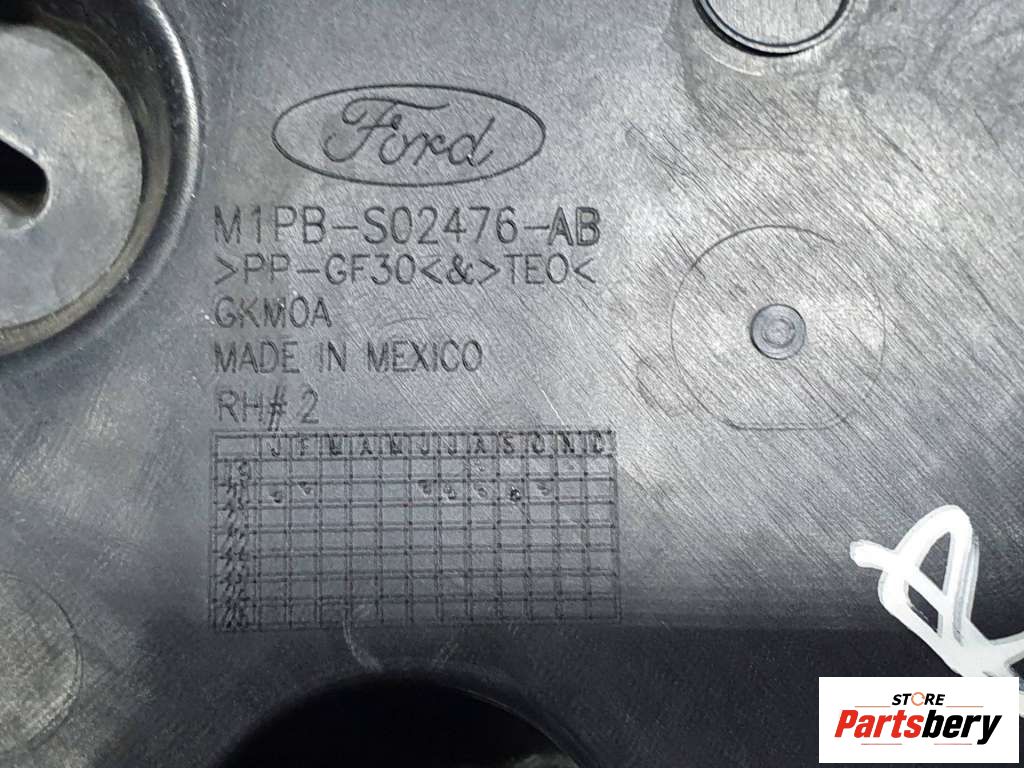 Ford
M1PB-S02476-AB
>PP-GF30<&>TEO<
GKM0A
MADE IN MEXICO
RH# 2
J F M A M J J A S O N D
STORE
Partsbery